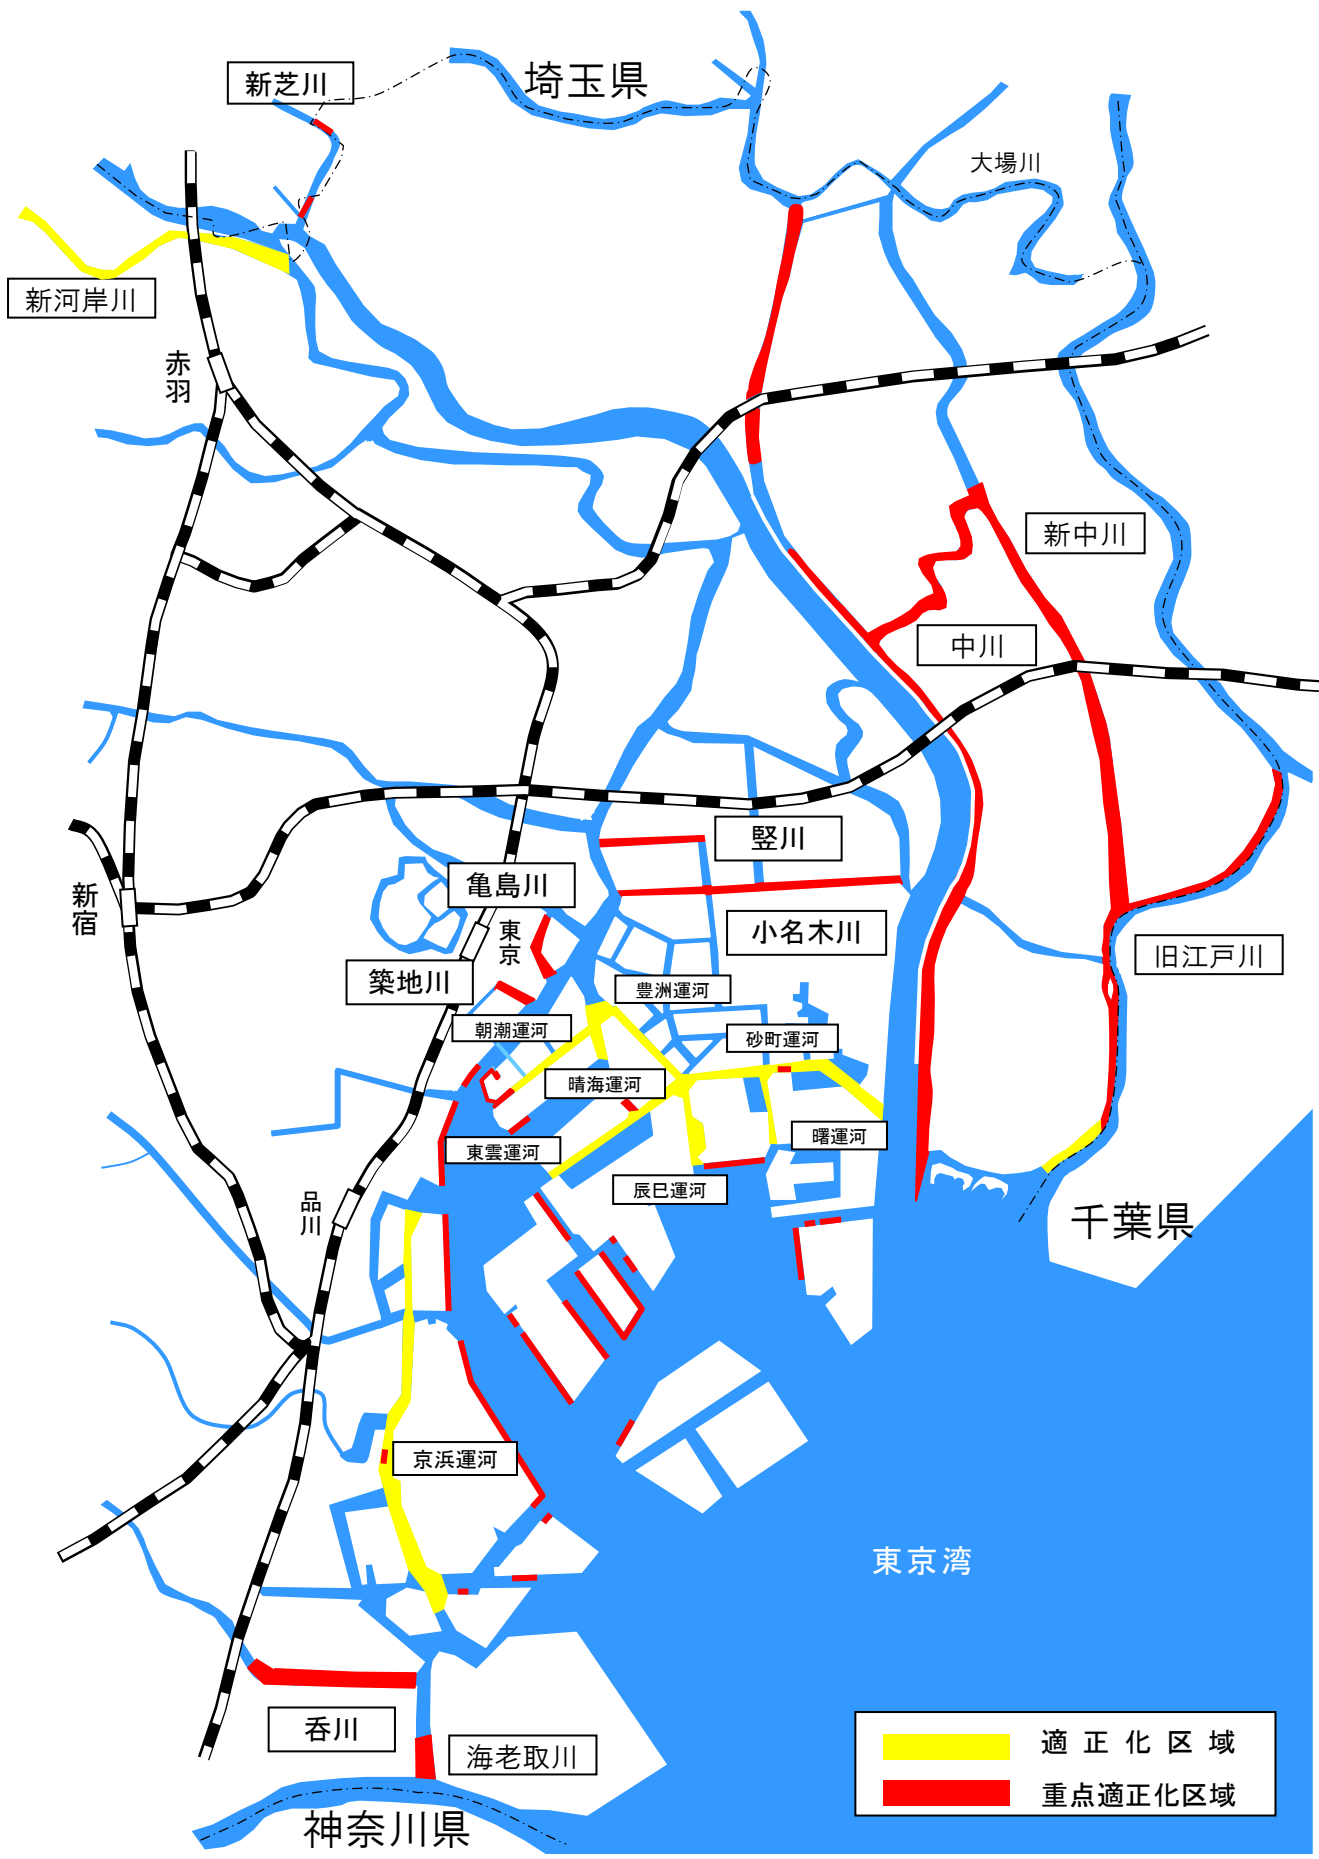 新芝川
埼玉県
大場川
新河岸川
赤羽
新中川
中川
竪川
亀島川
新宿
東京
小名木川
旧江戸川
築地川
豊洲運河
朝潮運河
砂町運河
晴海運河
曙運河
東雲運河
辰巳運河
品川
千葉県
京浜運河
東京湾
呑川
海老取川
適正化区域
重点適正化区域
神奈川県